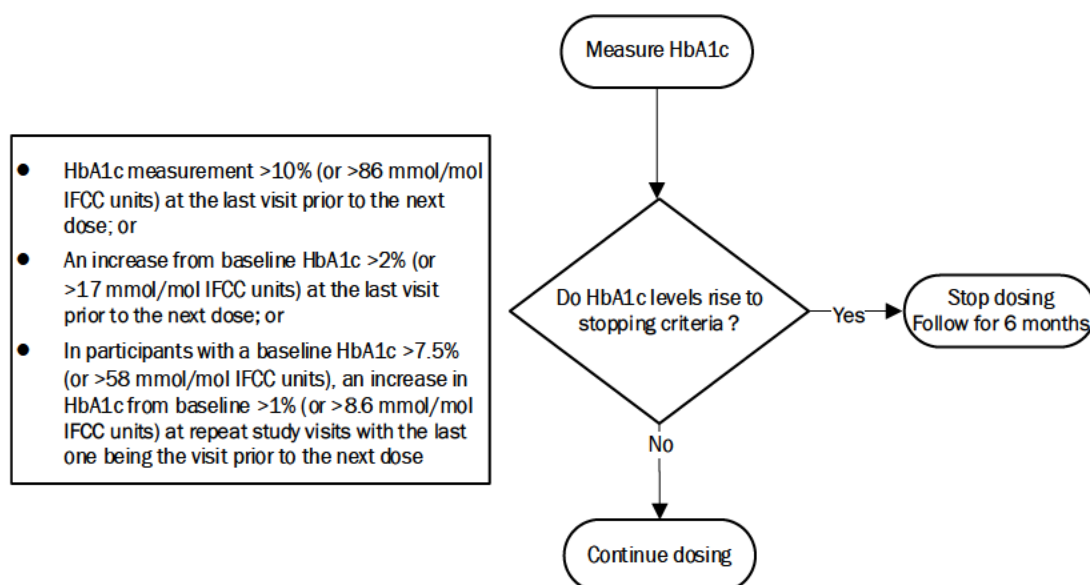 Measure HbA1c
● HbA1c measurement >10% (or >86 mmol/mol
IFCC units) at the last visit prior to the next
dose; or
● An increase from baseline HbA1c >2% (or
>17 mmol/mol IFCC units) at the last visit
prior to the next dose; or
● In participants with a baseline HbA1c >7.5%
(or >58 mmol/mol IFCC units), an increase in
HbA1c from baseline >1% (or >8.6 mmol/mol
IFCC units) at repeat study visits with the last
one being the visit prior to the next dose
Do HbA1c levels rise to
stopping criteria ?
Yes
Stop dosing
Follow for 6 months
No
Continue dosing